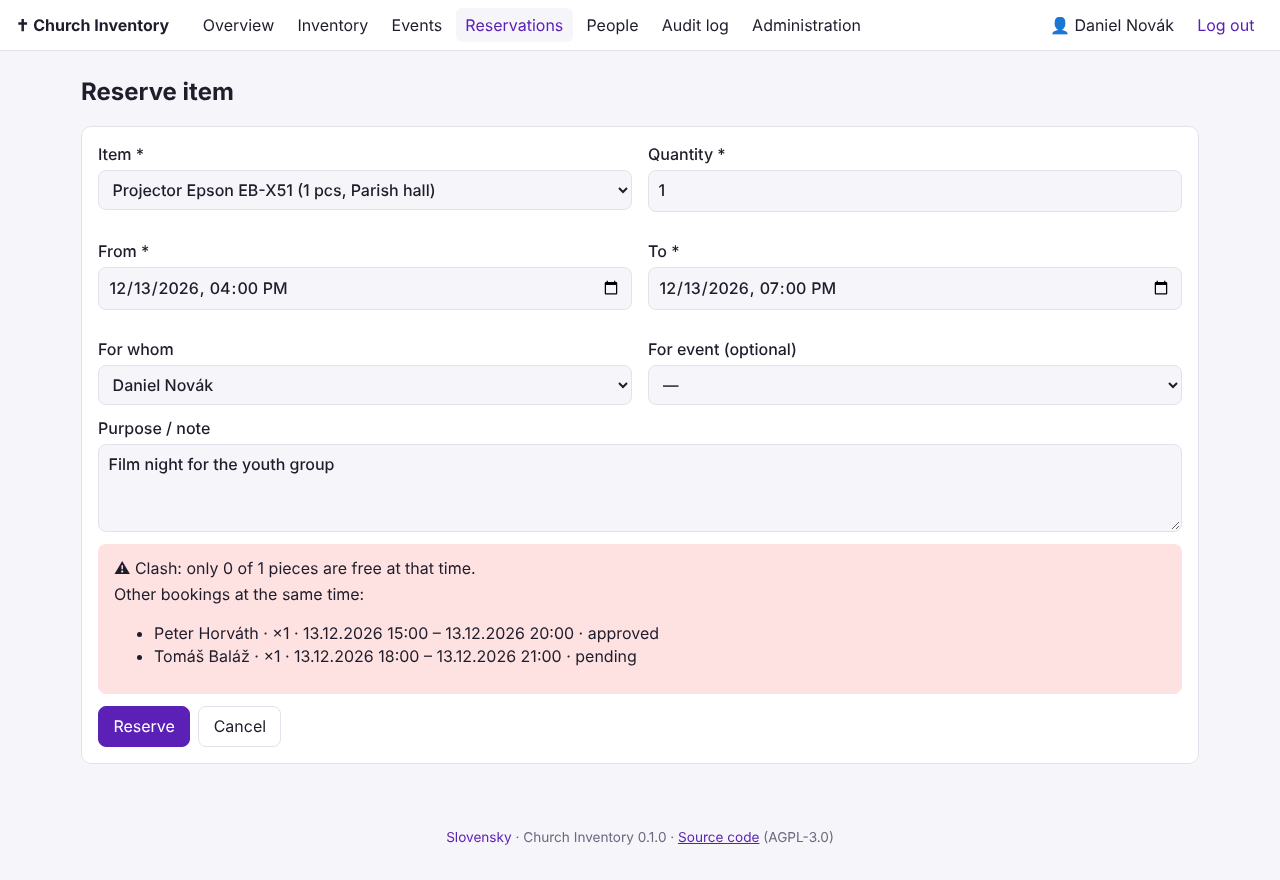 ✝ Church Inventory Overview Inventory Events Reservations People Audit log Administration 👤 Daniel Novák Log out
Reserve item
Item * Quantity *
Projector Epson EB-X51 (1 pcs, Parish hall) 1
From * To *
12/13/2026, 04:00 PM 12/13/2026, 07:00 PM
For whom For event (optional)
Daniel Novák —
Purpose / note
Film night for the youth group
⚠ Clash: only 0 of 1 pieces are free at that time.
Other bookings at the same time:
• Peter Horváth · ×1 · 13.12.2026 15:00 – 13.12.2026 20:00 · approved
• Tomáš Baláž · ×1 · 13.12.2026 18:00 – 13.12.2026 21:00 · pending
Reserve Cancel
Slovensky · Church Inventory 0.1.0 · Source code (AGPL-3.0)